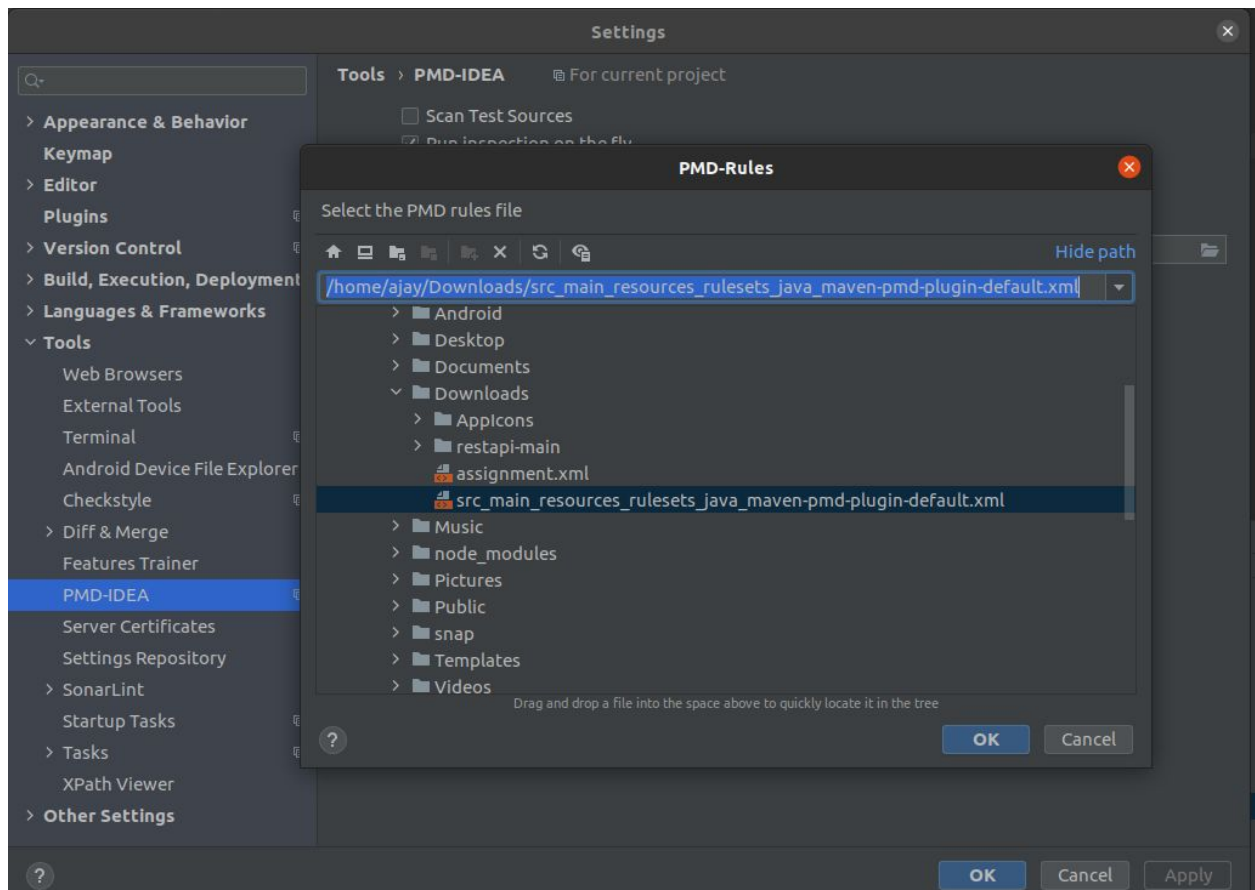 Settings
Tools › PMD-IDEA For current project
Appearance & Behavior
Keymap
Editor
Plugins
Version Control
Build, Execution, Deployment
Languages & Frameworks
Tools
Web Browsers
External Tools
Terminal
Android Device File Explorer
Checkstyle
Diff & Merge
Features Trainer
PMD-IDEA
Server Certificates
Settings Repository
SonarLint
Startup Tasks
Tasks
XPath Viewer
Other Settings
Scan Test Sources
Run inspection on the fly
PMD-Rules
Select the PMD rules file
Hide path
/home/ajay/Downloads/src_main_resources_rulesets_java_maven-pmd-plugin-default.xml
Android
Desktop
Documents
Downloads
AppIcons
restapi-main
assignment.xml
src_main_resources_rulesets_java_maven-pmd-plugin-default.xml
Music
node_modules
Pictures
Public
snap
Templates
Videos
Drag and drop a file into the space above to quickly locate it in the tree
? OK Cancel
? OK Cancel Apply